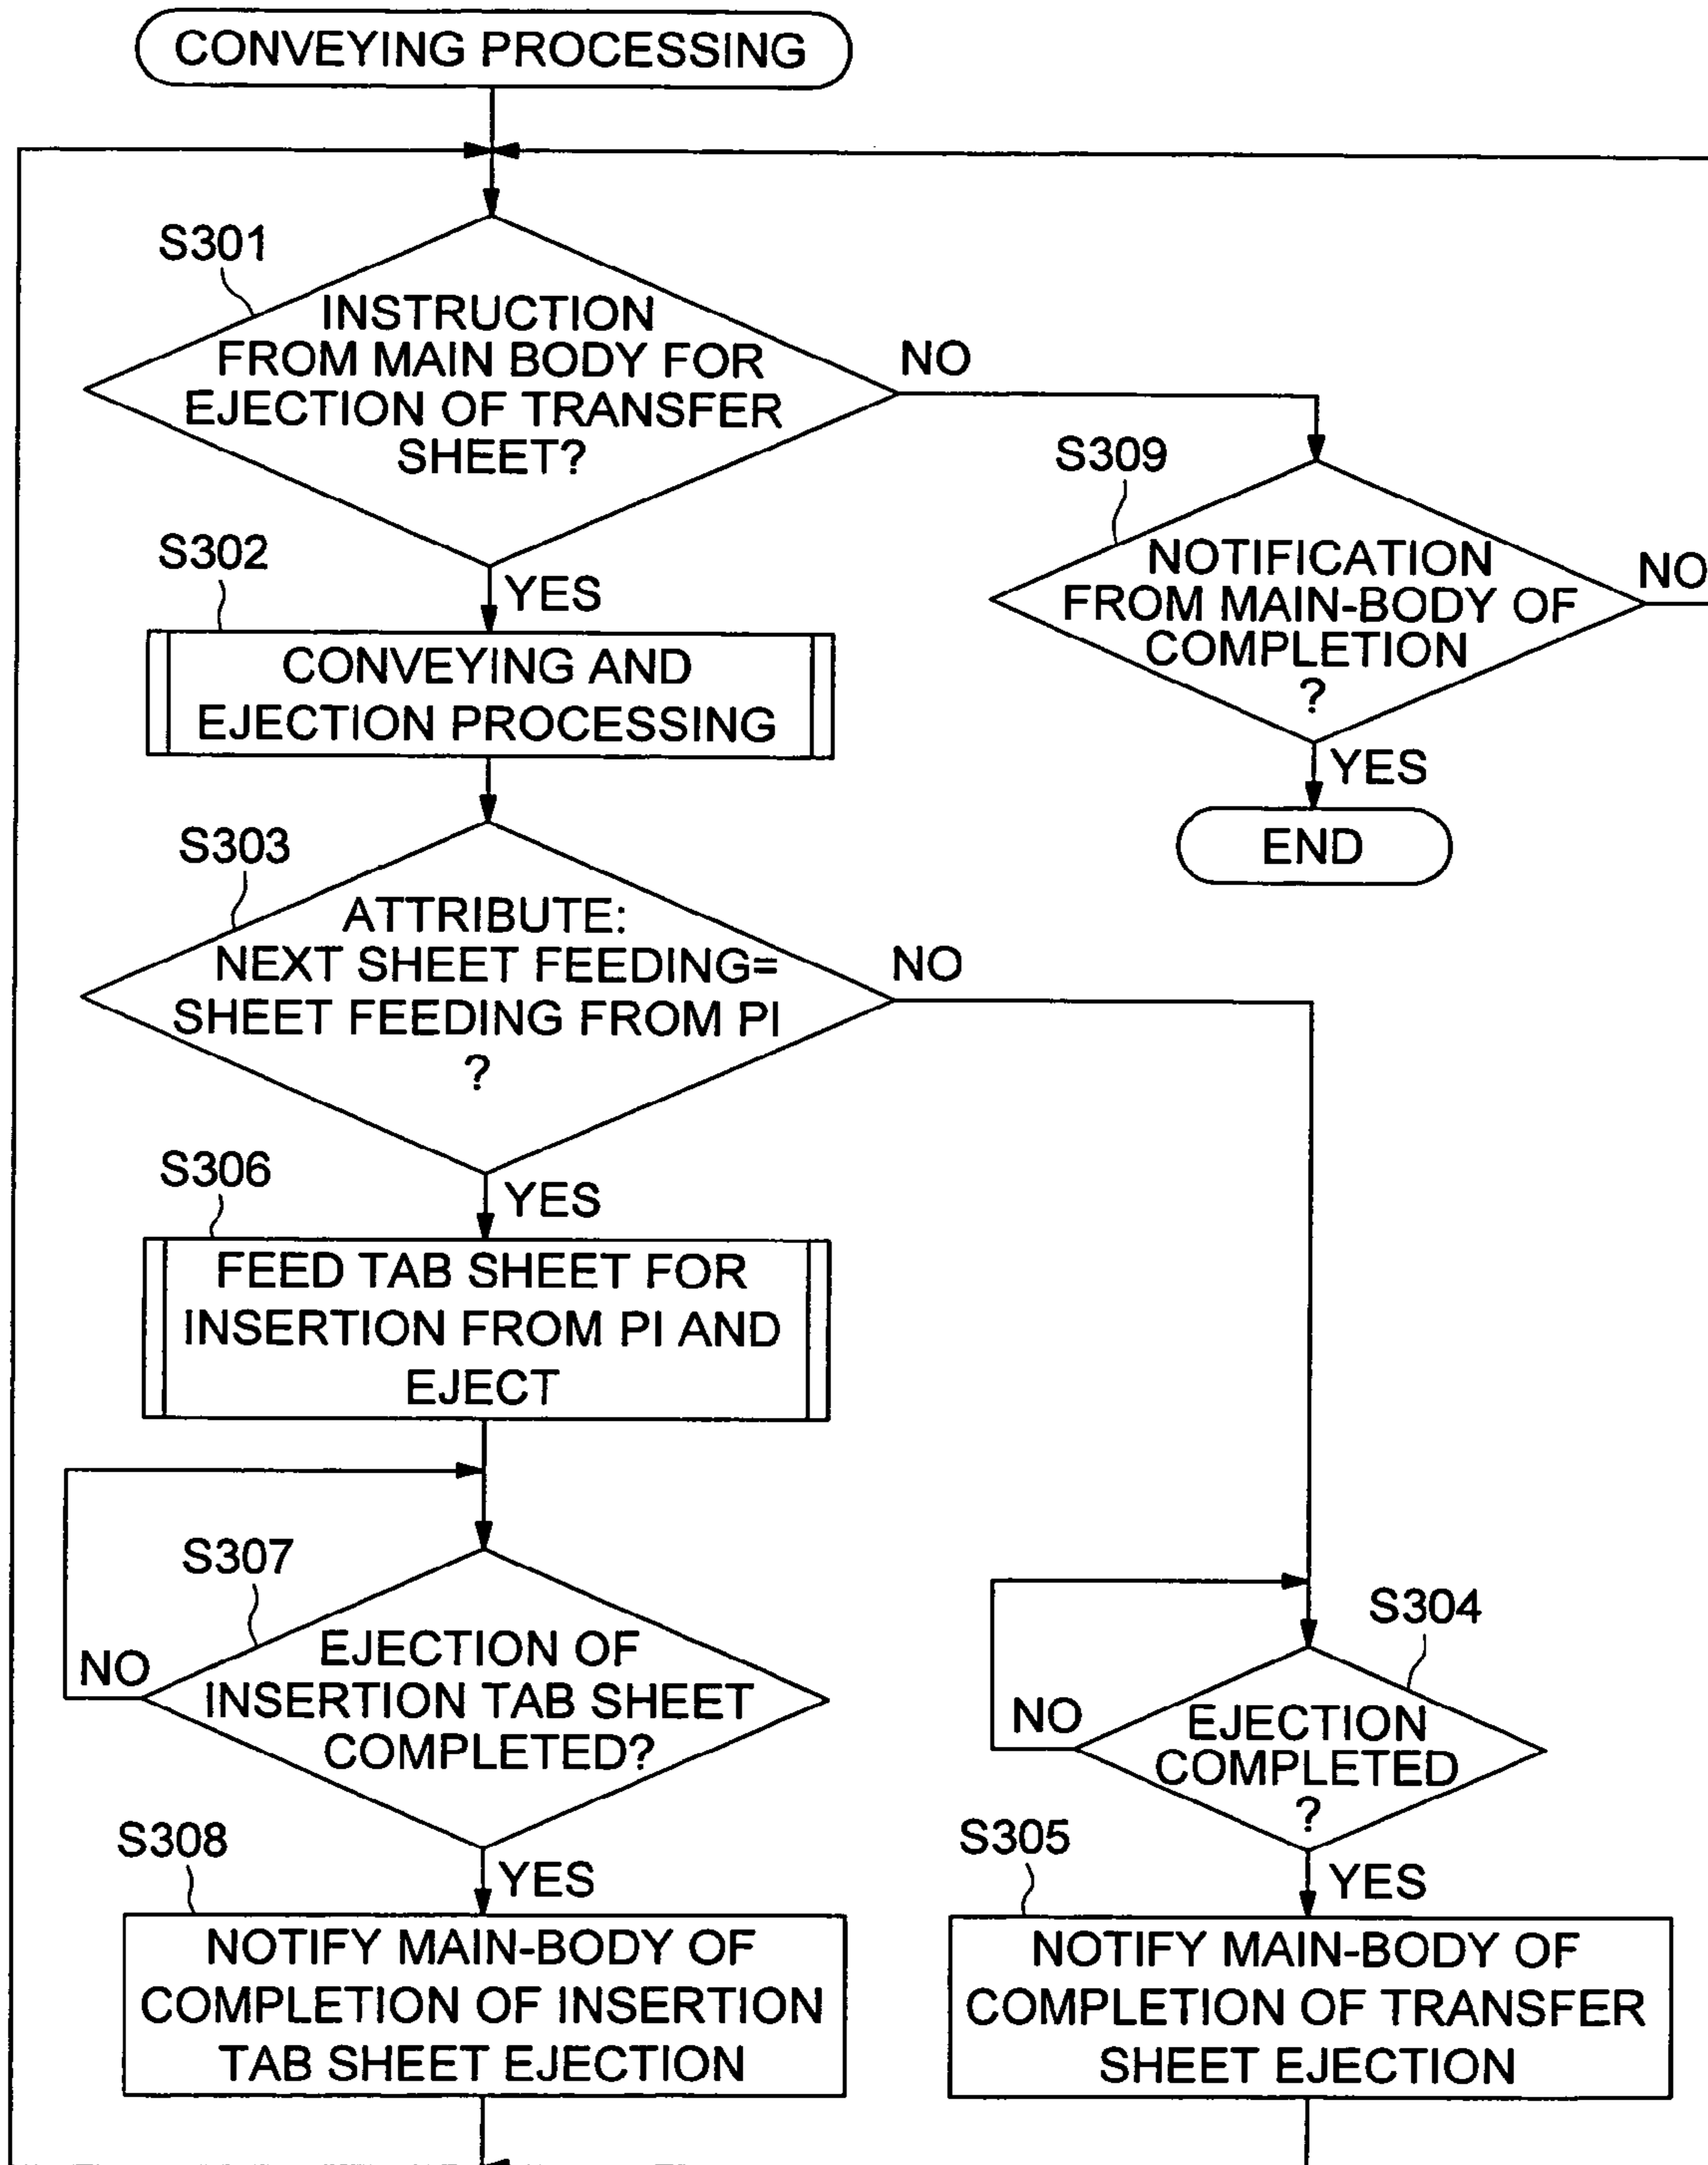 CONVEYING PROCESSING
S301
INSTRUCTION
FROM MAIN BODY FOR
EJECTION OF TRANSFER
SHEET?
NO
YES
S309
NOTIFICATION
FROM MAIN-BODY OF
COMPLETION
?
NO
YES
END
S302
CONVEYING AND
EJECTION PROCESSING
S303
ATTRIBUTE:
NEXT SHEET FEEDING=
SHEET FEEDING FROM PI
?
NO
YES
S306
FEED TAB SHEET FOR
INSERTION FROM PI AND
EJECT
S307
EJECTION OF
INSERTION TAB SHEET
COMPLETED?
NO
YES
S304
EJECTION
COMPLETED
?
NO
YES
S308
NOTIFY MAIN-BODY OF
COMPLETION OF INSERTION
TAB SHEET EJECTION
S305
NOTIFY MAIN-BODY OF
COMPLETION OF TRANSFER
SHEET EJECTION